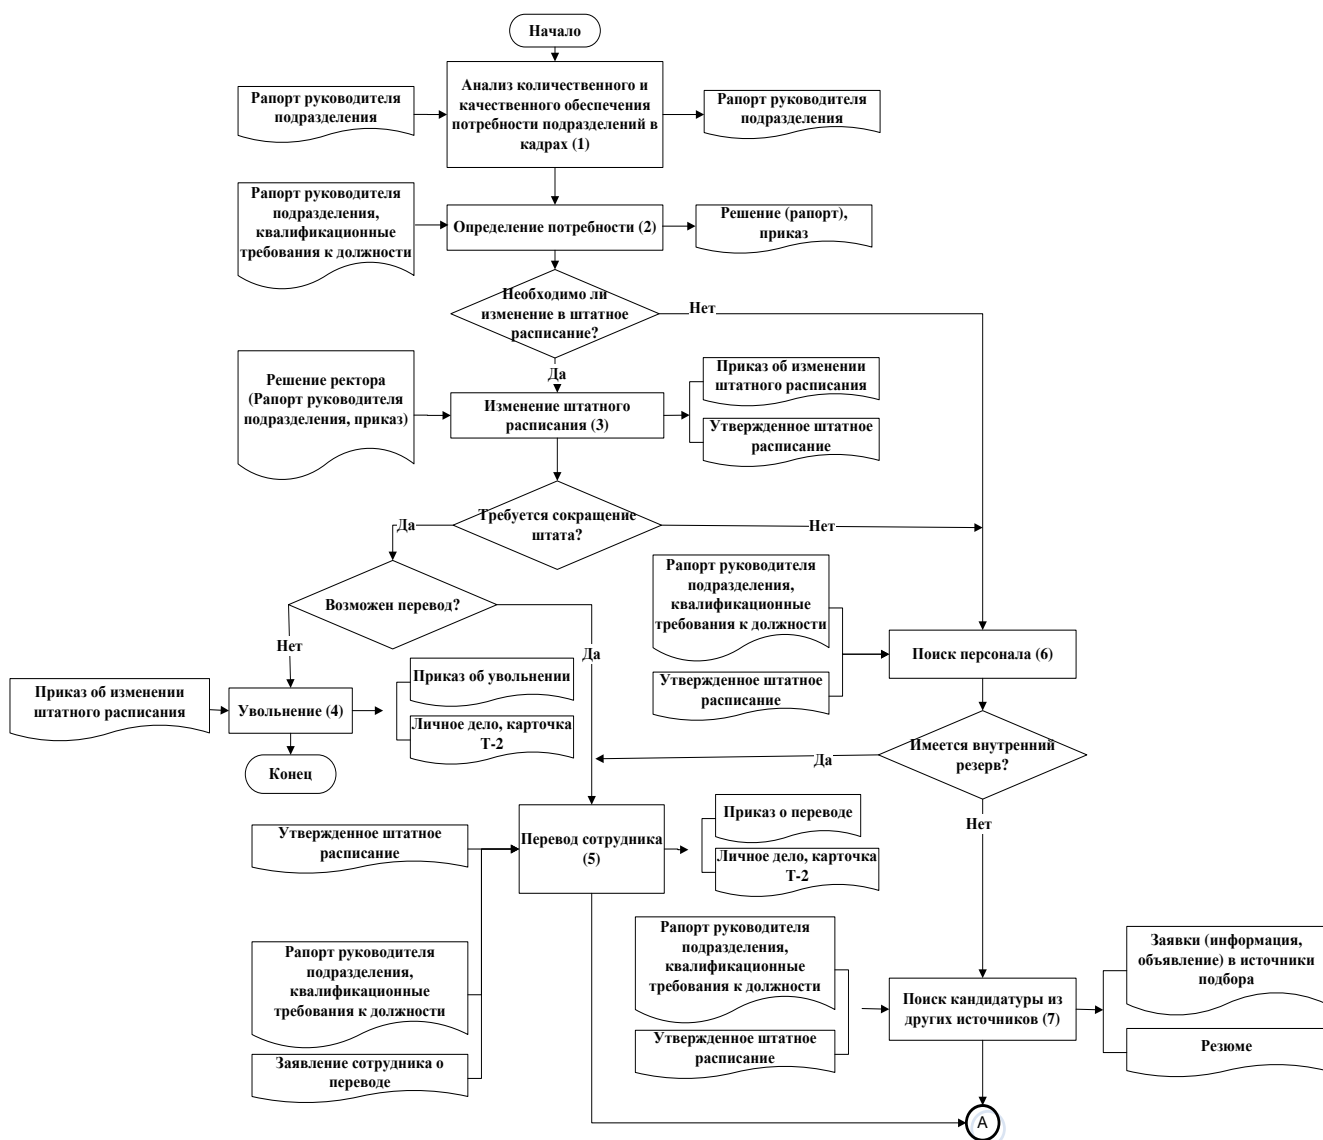 Начало
Рапорт руководителя
подразделения
Анализ количественного и
качественного обеспечения
потребности подразделений в
кадрах (1)
Рапорт руководителя
подразделения
Рапорт руководителя
подразделения,
квалификационные
требования к должности
Определение потребности (2)
Решение (рапорт),
приказ
Необходимо ли
изменение в штатное
расписание?
Нет
Да
Решение ректора
(Рапорт руководителя
подразделения, приказ)
Изменение штатного
расписания (3)
Приказ об изменении
штатного расписания
Утвержденное штатное
расписание
Требуется сокращение
штата?
Да
Нет
Возможен перевод?
Нет
Да
Рапорт руководителя
подразделения,
квалификационные
требования к должности
Утвержденное штатное
расписание
Поиск персонала (6)
Приказ об изменении
штатного расписания
Увольнение (4)
Приказ об увольнении
Личное дело, карточка
Т-2
Конец
Имеется внутренний
резерв?
Да
Нет
Утвержденное штатное
расписание
Перевод сотрудника
(5)
Приказ о переводе
Личное дело, карточка
Т-2
Рапорт руководителя
подразделения,
квалификационные
требования к должности
Заявление сотрудника о
переводе
Рапорт руководителя
подразделения,
квалификационные
требования к должности
Утвержденное штатное
расписание
Поиск кандидатуры из
других источников (7)
Заявки (информация,
объявление) в источники
подбора
Резюме
А